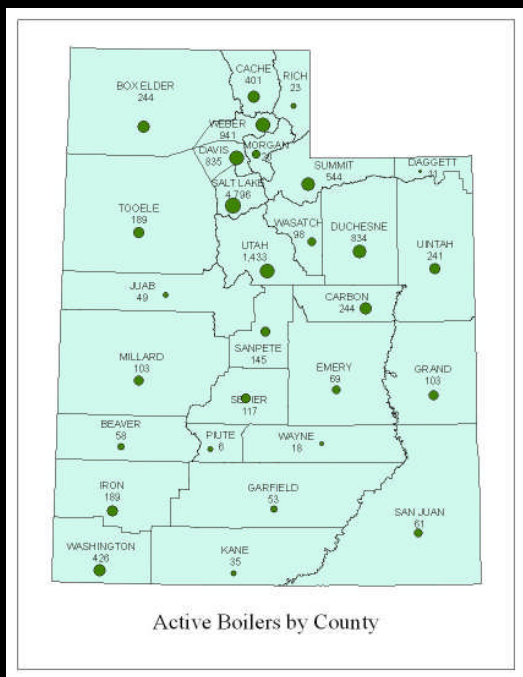 CACHE
401
RICH
23
BOX ELDER
244
WEBER
941
DAVIS
835
MORGAN
SALT LAKE
4,796
SUMMIT
544
DAGGETT
11
TOOELE
189
WASATCH
98
DUCHESNE
834
UINTAH
241
UTAH
1,433
JUAB
49
CARBON
244
SANPETE
145
MILLARD
103
EMERY
69
GRAND
103
SEVIER
117
BEAVER
58
PIUTE
6
WAYNE
18
IRON
189
GARFIELD
53
SAN JUAN
61
WASHINGTON
426
KANE
35
Active Boilers by County